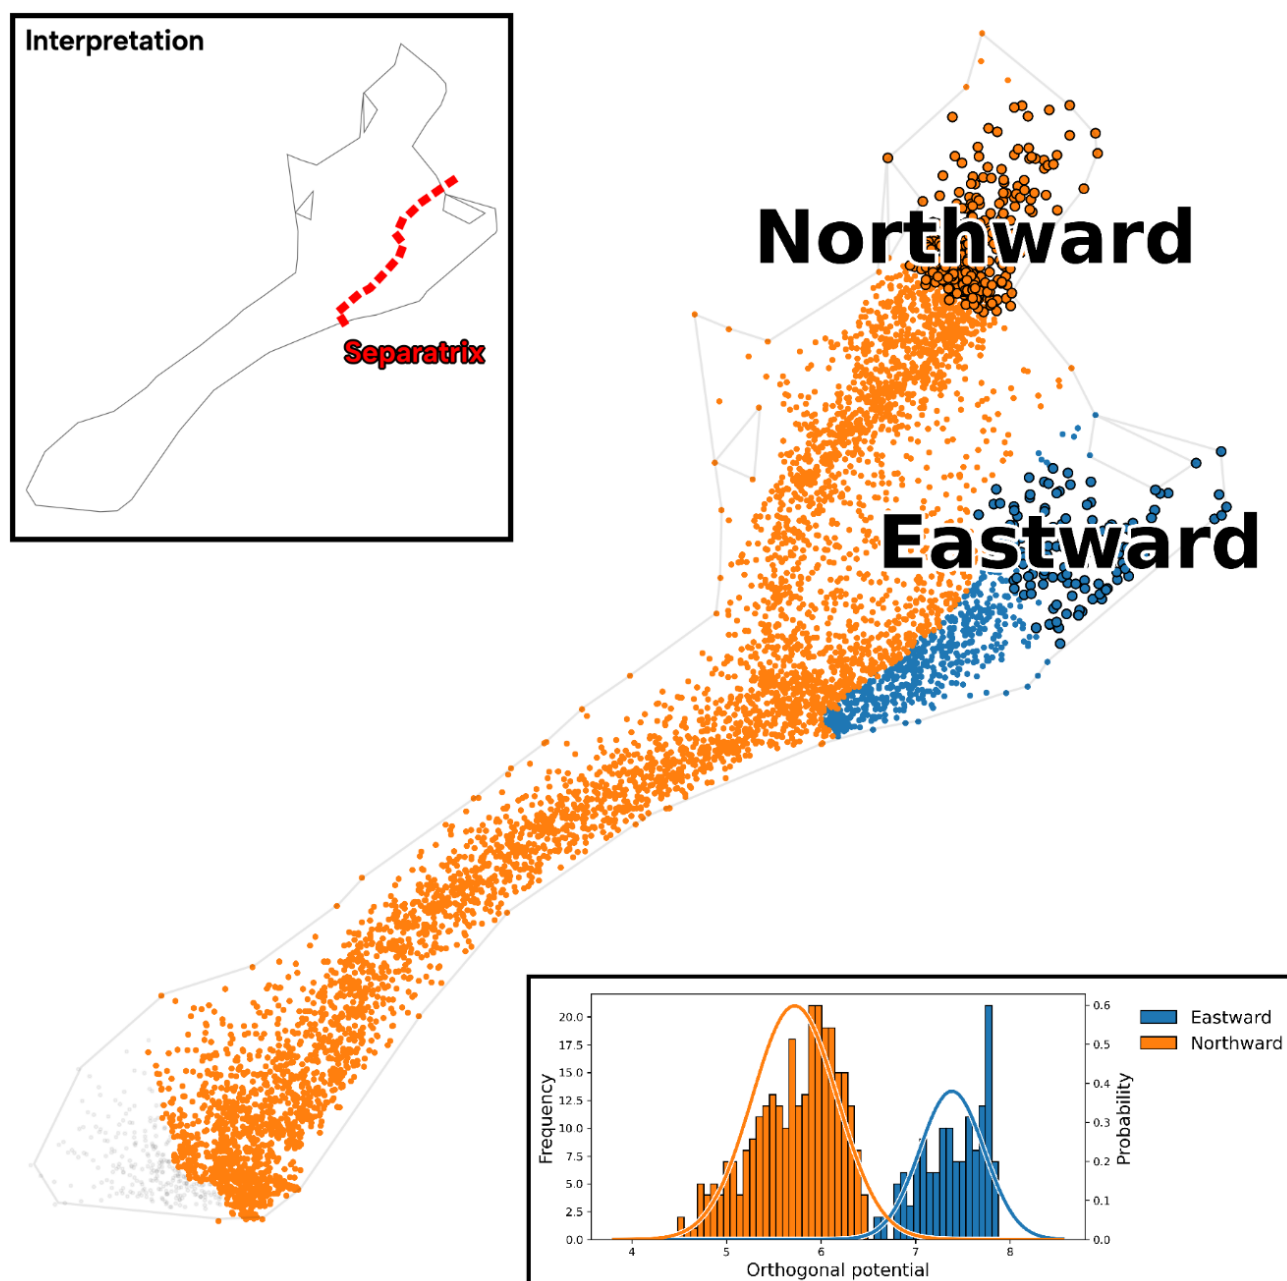 Interpretation
Separatrix
Northward
Eastward
20.0
17.5
15.0
12.5
10.0
7.5
5.0
2.5
0.0
Frequency
4 5 6 7 8
Orthogonal potential
0.6
0.5
0.4
0.3
0.2
0.1
0.0
Probability
Eastward
Northward